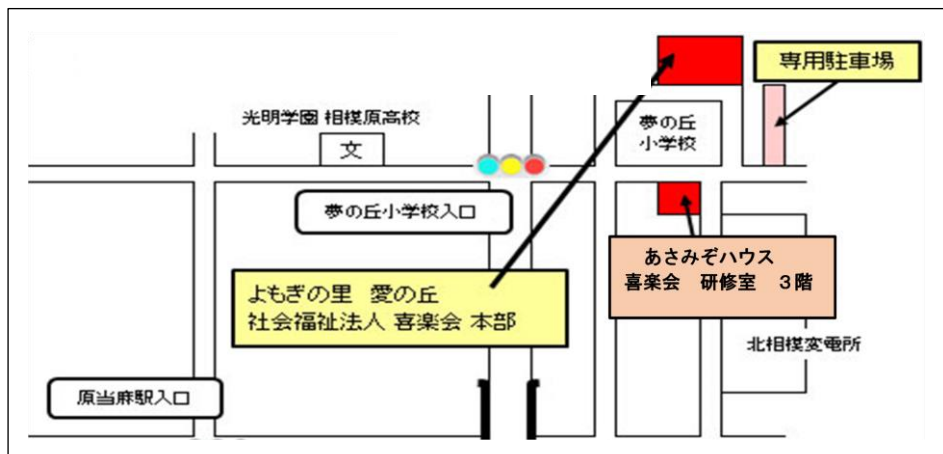 専用駐車場
光明学園 相模原高校
文
夢の丘
小学校
夢の丘小学校入口
あさみぞハウス
喜楽会　研修室　３階
よもぎの里　愛の丘
社会福祉法人 喜楽会 本部
北相模変電所
原当麻駅入口